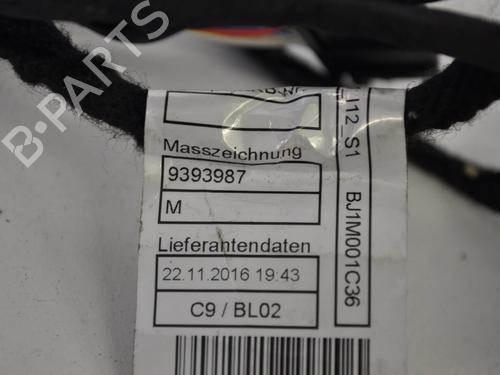 Masszeichnung
9393987
M
Lieferantendaten
22.11.2016 19:43
C9 / BL02
I12_S1
BJ1M001C36
B-PARTS